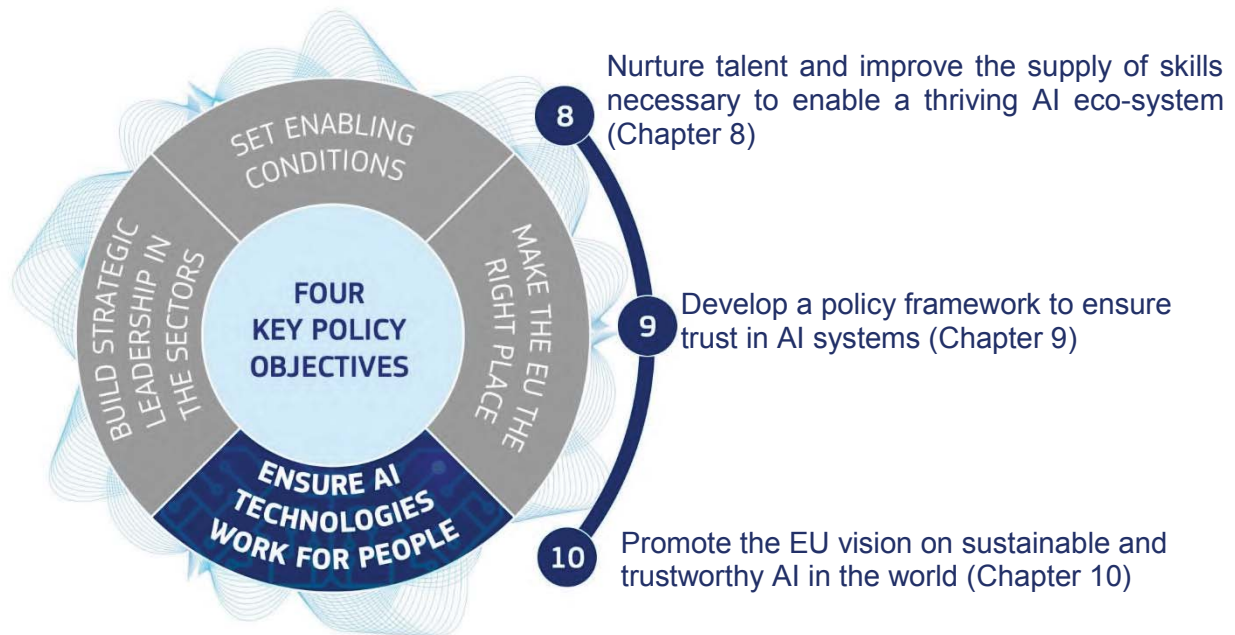 SET ENABLING
CONDITIONS
MAKE THE EU THE
RIGHT PLACE
ENSURE AI
TECHNOLOGIES
WORK FOR PEOPLE
BUILD STRATEGIC
LEADERSHIP IN
THE SECTORS
FOUR
KEY POLICY
OBJECTIVES
8
Nurture talent and improve the supply of skills
necessary to enable a thriving AI eco-system
(Chapter 8)
9
Develop a policy framework to ensure
trust in AI systems (Chapter 9)
10
Promote the EU vision on sustainable and
trustworthy AI in the world (Chapter 10)